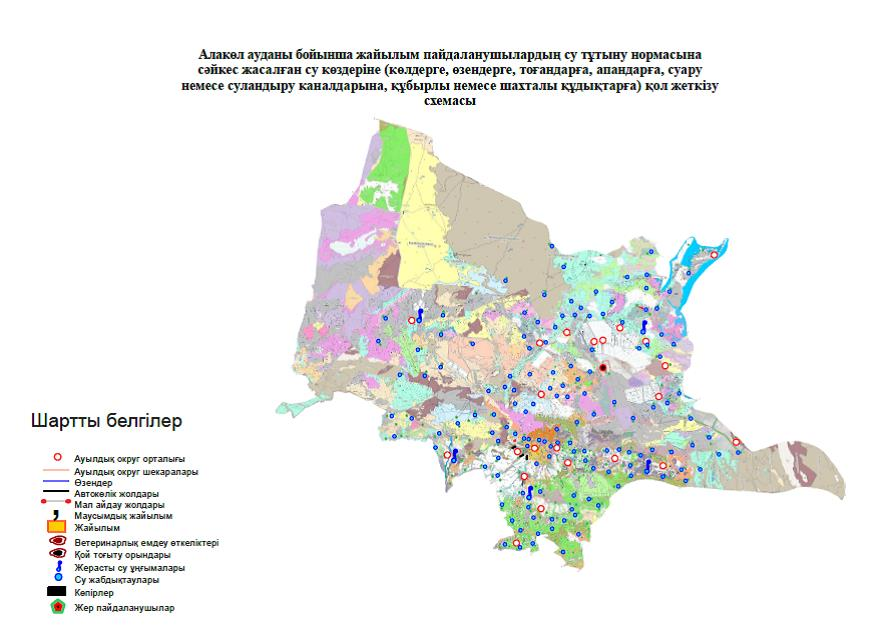 Алакөл ауданы бойынша жайылым пайдаланушылардың су тұтыну нормасына
сәйкес жасалған су көздеріне (көлдерге, өзендерге, тоғандарға, апандарға, суару
немесе суландыру каналдарына, құбырлы немесе шахталы құдықтарға) қол жеткізу
схемасы
Шартты белгілер
Ауылдық округ орталығы
Ауылдық округ шекаралары
Өзендер
Автокөлік жолдары
Мал айдау жолдары
Маусымдық жайылым
Жайылым
Ветеринарлық емдеу өткеліктері
Қой тоғыту орындары
Жерасты су ұңғымалары
Су жабдықтаулары
Көпірлер
Жер пайдаланушылар